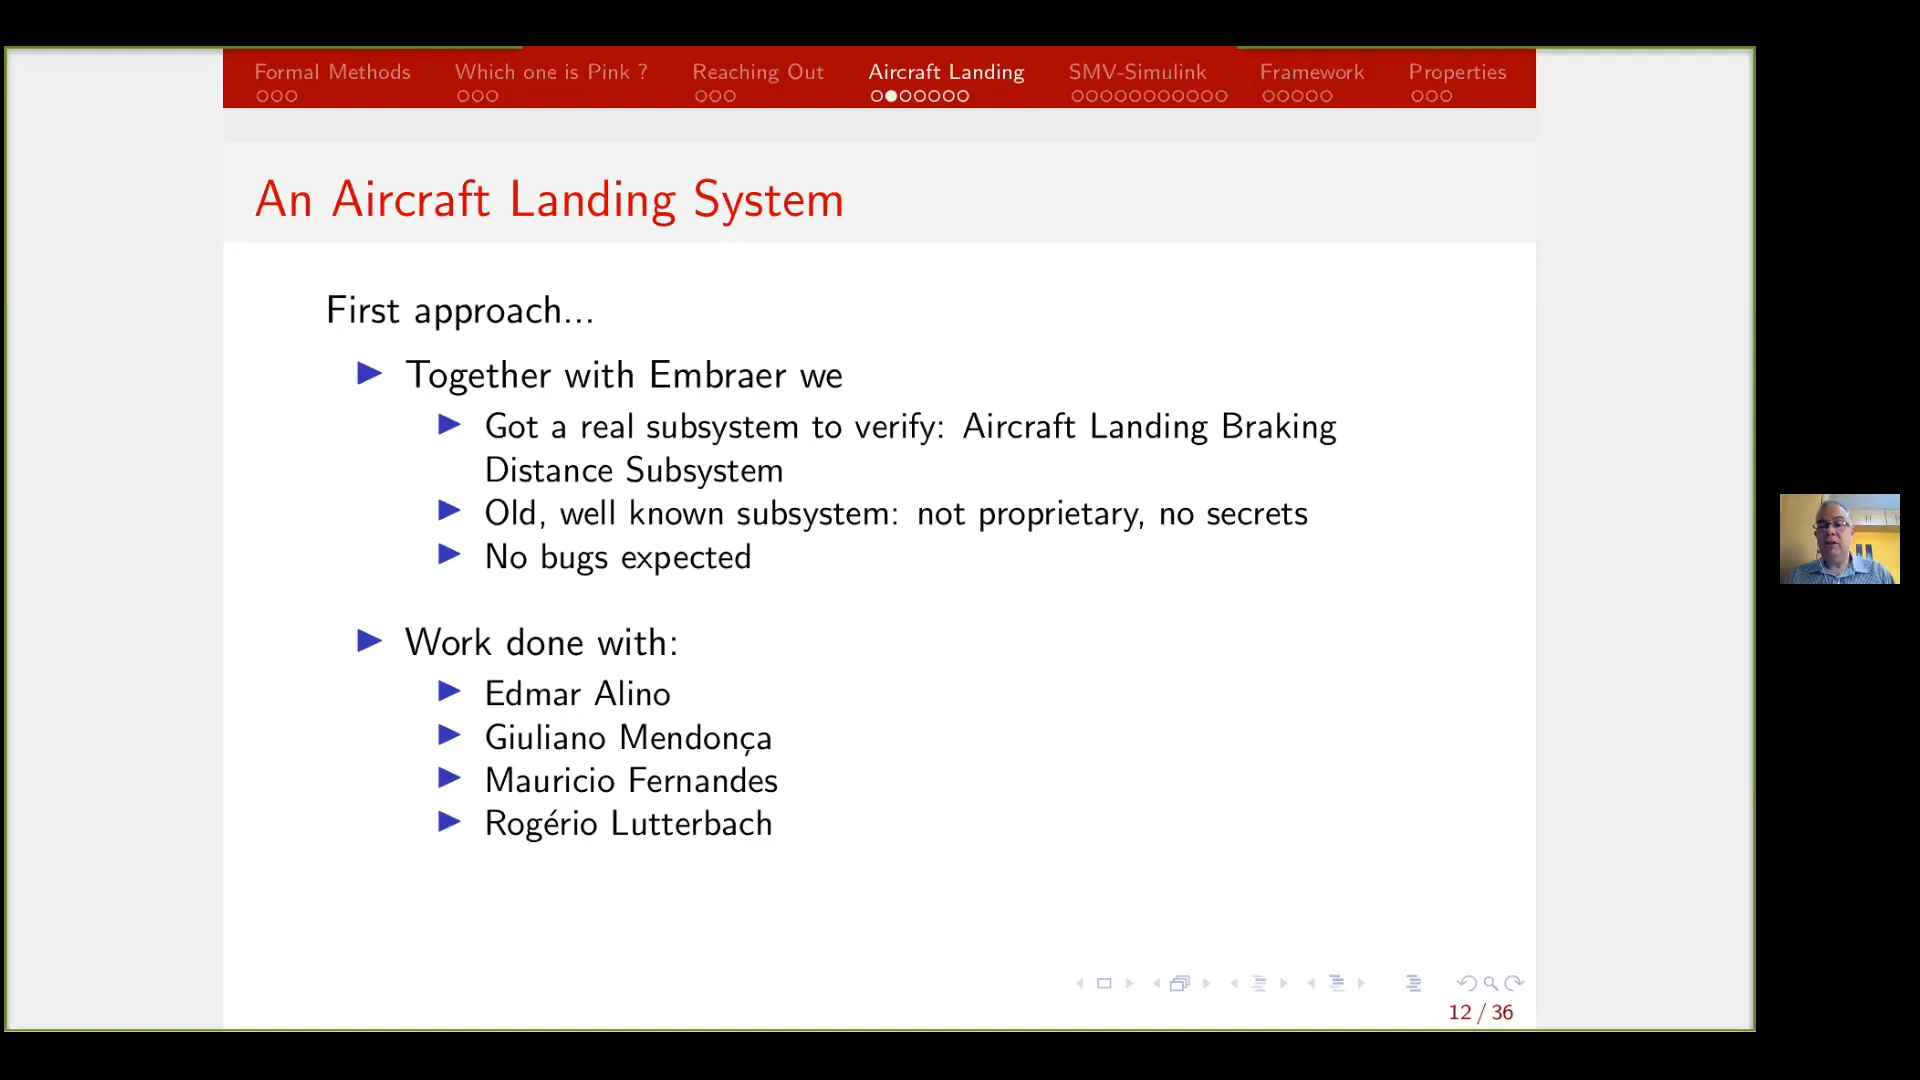 Formal Methods Which one is Pink ? Reaching Out Aircraft Landing SMV-Simulink Framework Properties
An Aircraft Landing System
First approach...
Together with Embraer we
Got a real subsystem to verify: Aircraft Landing Braking
Distance Subsystem
Old, well known subsystem: not proprietary, no secrets
No bugs expected
Work done with:
Edmar Alino
Giuliano Mendonça
Mauricio Fernandes
Rogério Lutterbach
12 / 36